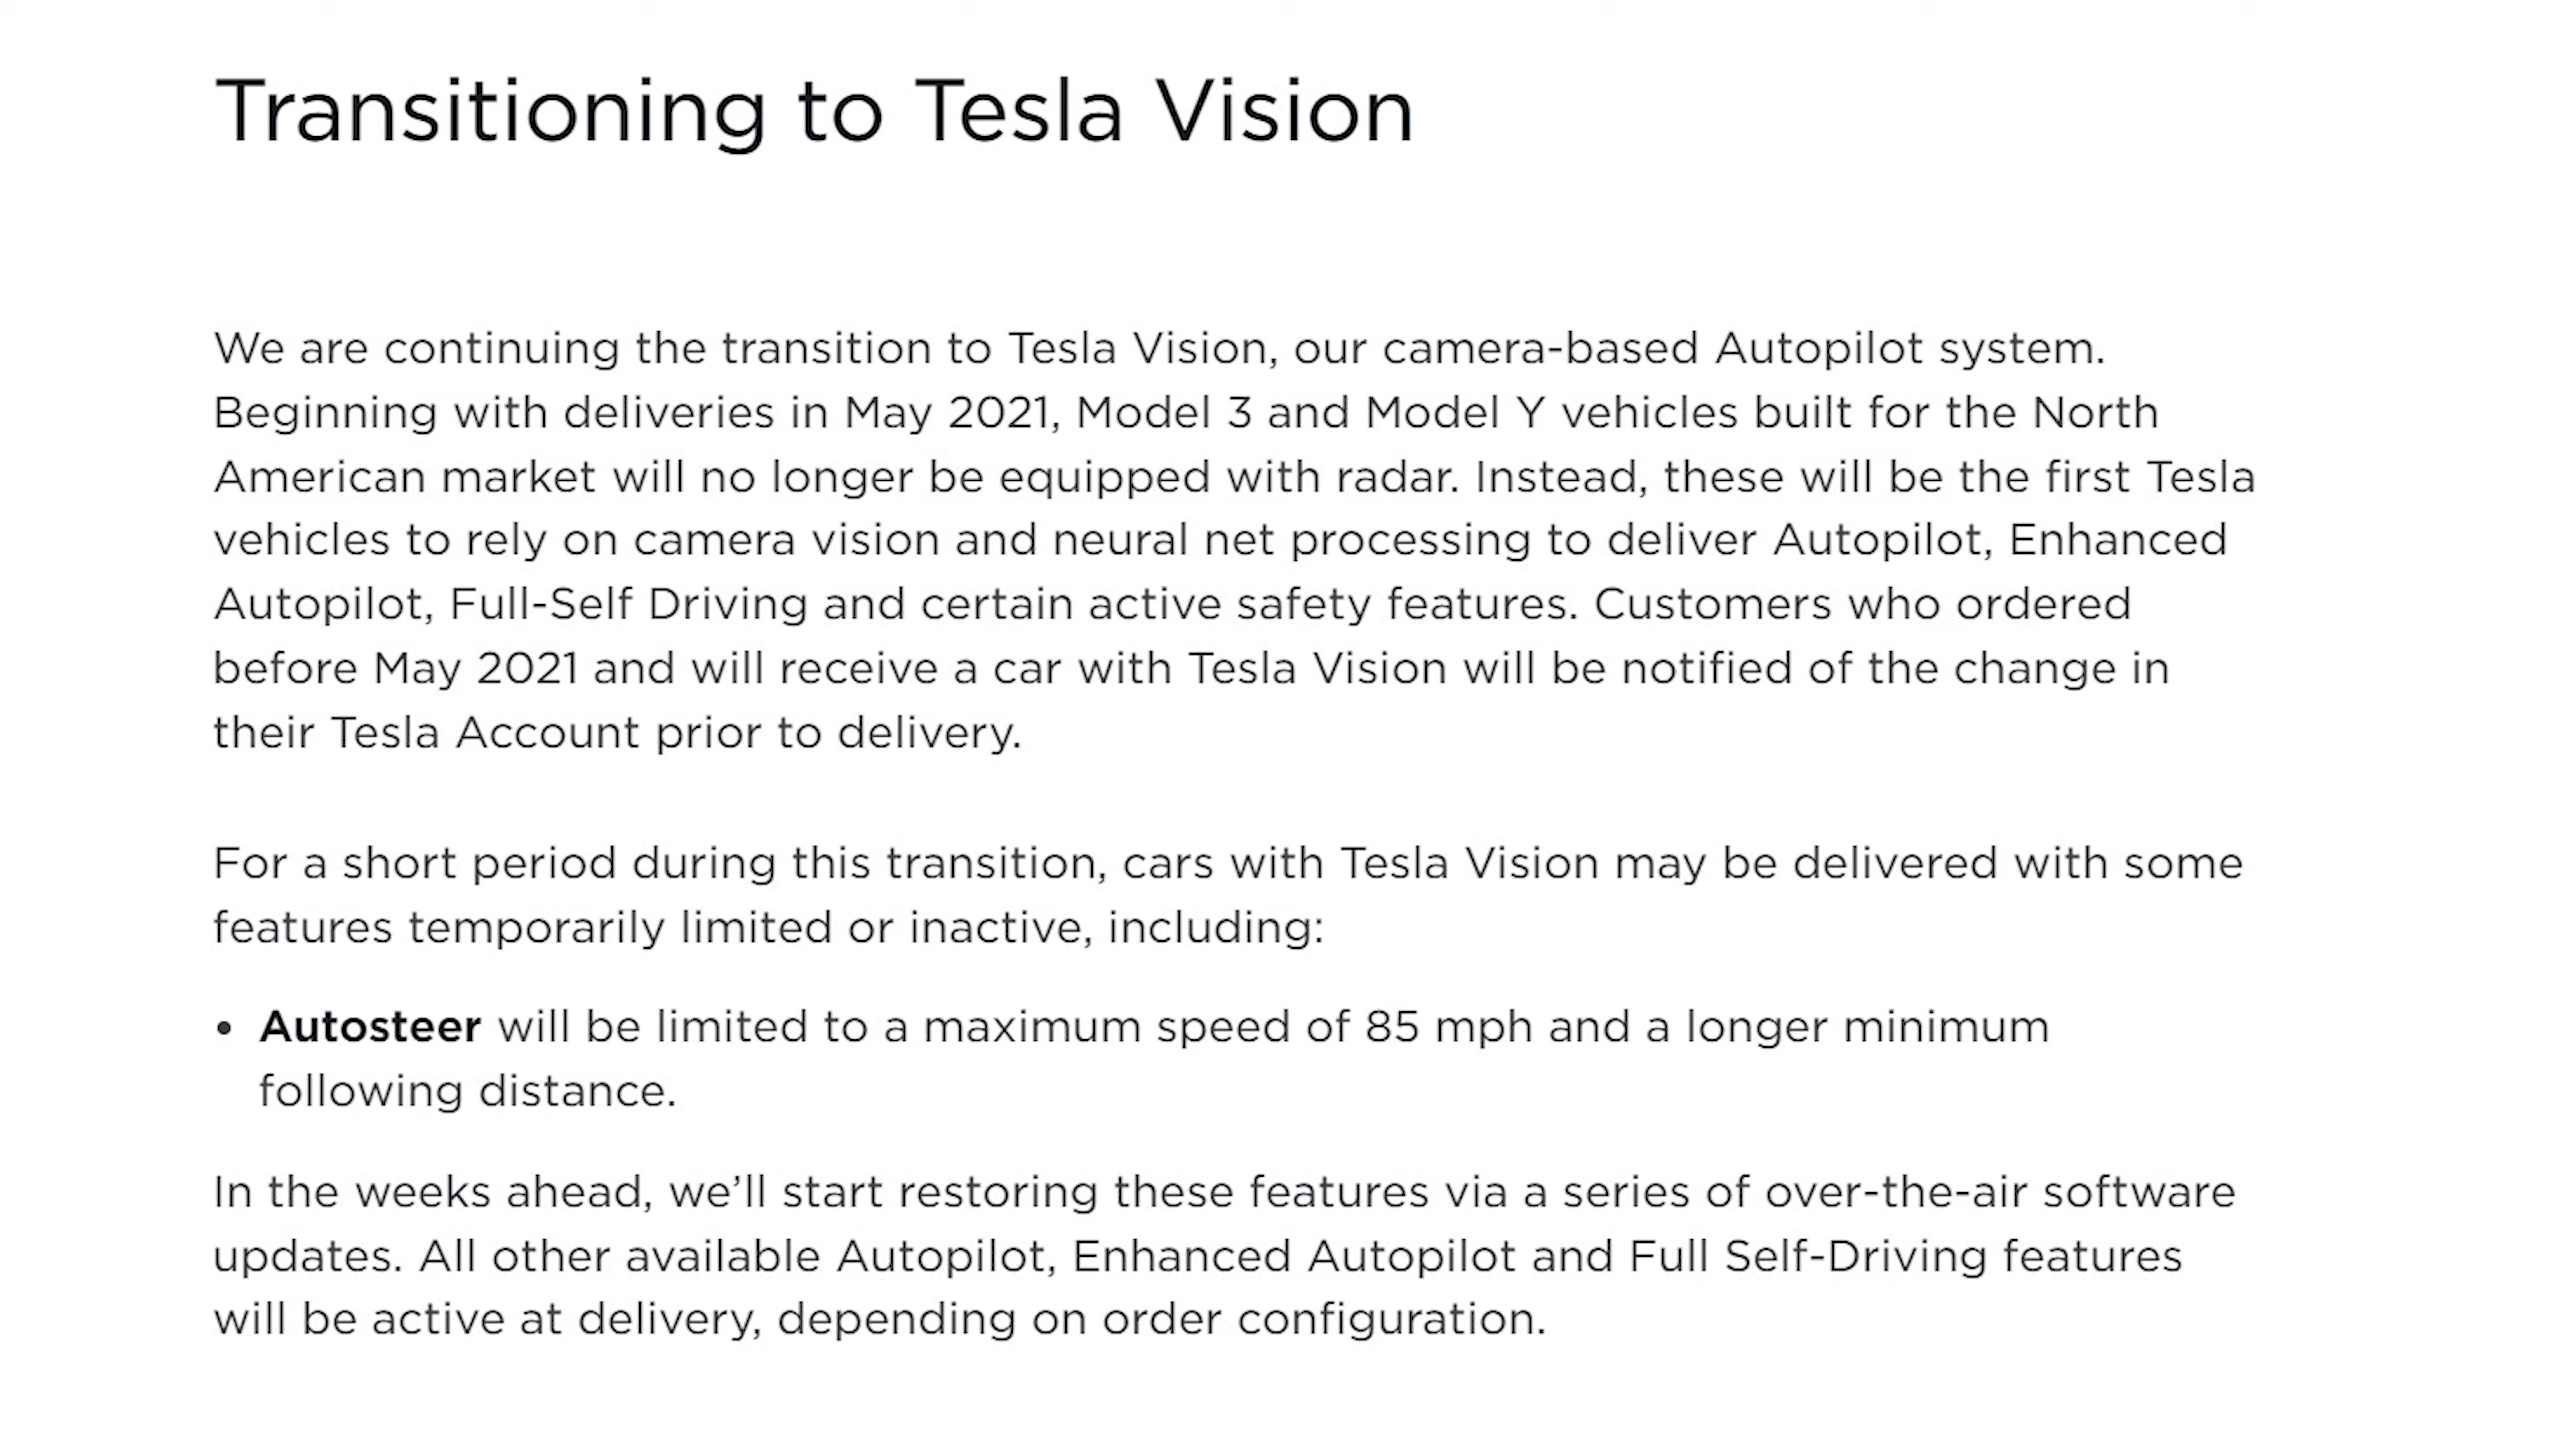 Transitioning to Tesla Vision
We are continuing the transition to Tesla Vision, our camera-based Autopilot system.
Beginning with deliveries in May 2021, Model 3 and Model Y vehicles built for the North
American market will no longer be equipped with radar. Instead, these will be the first Tesla
vehicles to rely on camera vision and neural net processing to deliver Autopilot, Enhanced
Autopilot, Full-Self Driving and certain active safety features. Customers who ordered
before May 2021 and will receive a car with Tesla Vision will be notified of the change in
their Tesla Account prior to delivery.
For a short period during this transition, cars with Tesla Vision may be delivered with some
features temporarily limited or inactive, including:
• Autosteer will be limited to a maximum speed of 85 mph and a longer minimum
following distance.
In the weeks ahead, we’ll start restoring these features via a series of over-the-air software
updates. All other available Autopilot, Enhanced Autopilot and Full Self-Driving features
will be active at delivery, depending on order configuration.